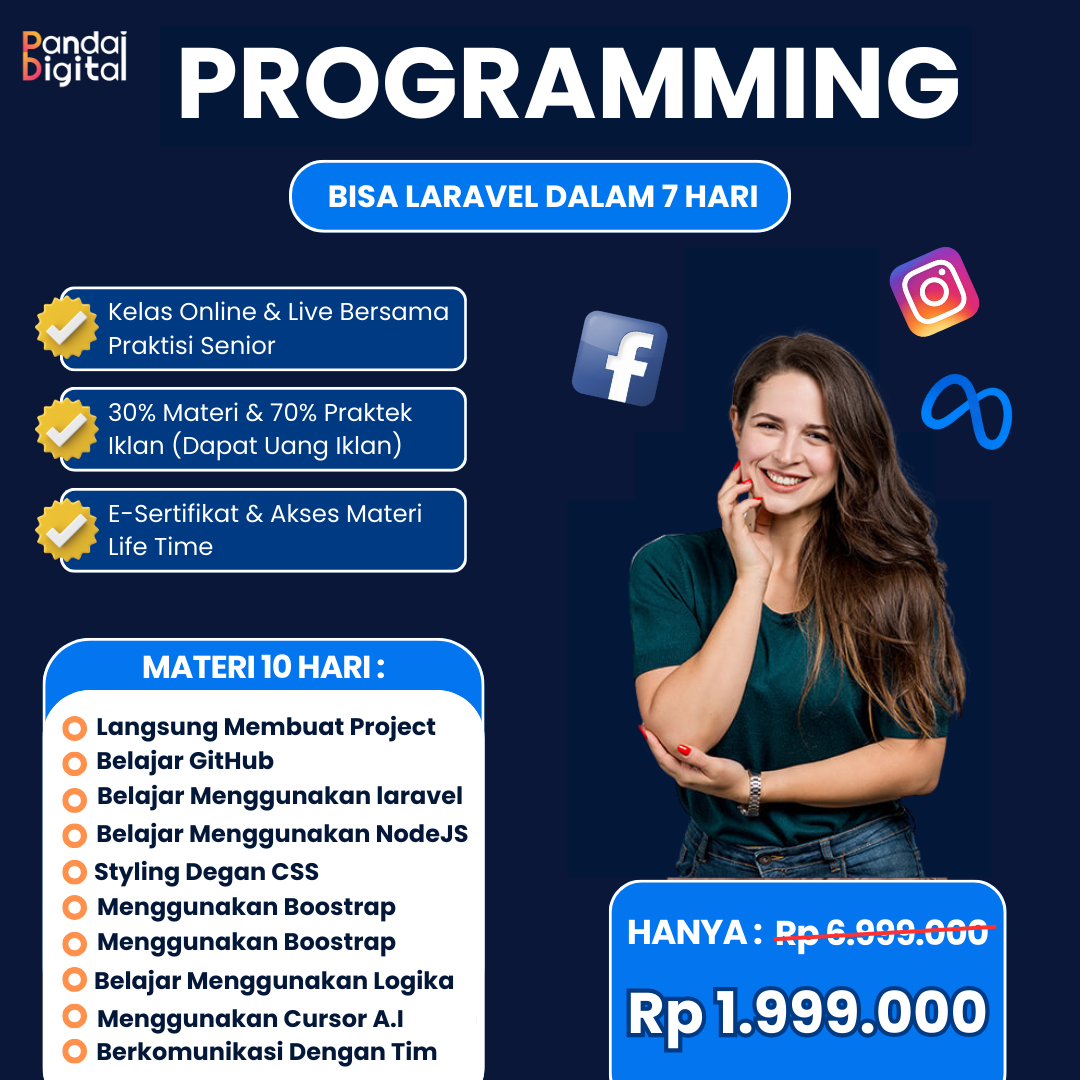 Pandai
Digital
PROGRAMMING
BISA LARAVEL DALAM 7 HARI
Kelas Online & Live Bersama
Praktisi Senior
30% Materi & 70% Praktek
Iklan (Dapat Uang Iklan)
E-Sertifikat & Akses Materi
Life Time
MATERI 10 HARI :
Langsung Membuat Project
Belajar GitHub
Belajar Menggunakan laravel
Belajar Menggunakan NodeJS
Styling Degan CSS
Menggunakan Boostrap
Menggunakan Boostrap
Belajar Menggunakan Logika
Menggunakan Cursor A.I
Berkomunikasi Dengan Tim
HANYA : Rp 6.999.000
Rp 1.999.000